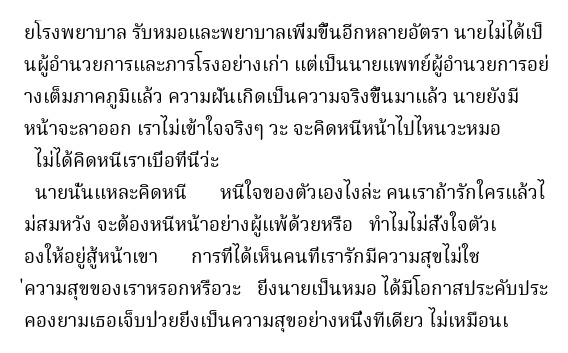 ยโรงพยาบาล รับหมอและพยาบาลเพิ่มขึ้นอีกหลายอัตรา นายไม่ได้เป็
นผู้อำนวยการและภารโรงอย่างเก่า แต่เป็นนายแพทย์ผู้อำนวยการอย่
างเต็มภาคภูมิแล้ว ความฝันเกิดเป็นความจริงขึ้นมาแล้ว นายยังมี
หน้าจะลาออก เราไม่เข้าใจจริงๆ วะ จะคิดหนีหน้าไปไหนวะหมอ
ไม่ได้คิดหนีเราเบื่อที่นี่ว่ะ
นายนั่นแหละคิดหนี หนีใจของตัวเองไงล่ะ คนเราถ้ารักใครแล้วไ
ม่สมหวัง จะต้องหนีหน้าอย่างผู้แพ้ด้วยหรือ ทำไมไม่สั่งใจตัวเ
องให้อยู่สู้หน้าเขา การที่ได้เห็นคนที่เรารักมีความสุขไม่ใช
่ความสุขของเราหรอกหรือวะ ยิ่งนายเป็นหมอ ได้มีโอกาสประคับประ
คองยามเธอเจ็บป่วยยิ่งเป็นความสุขอย่างหนึ่งทีเดียว ไม่เหมือนเ